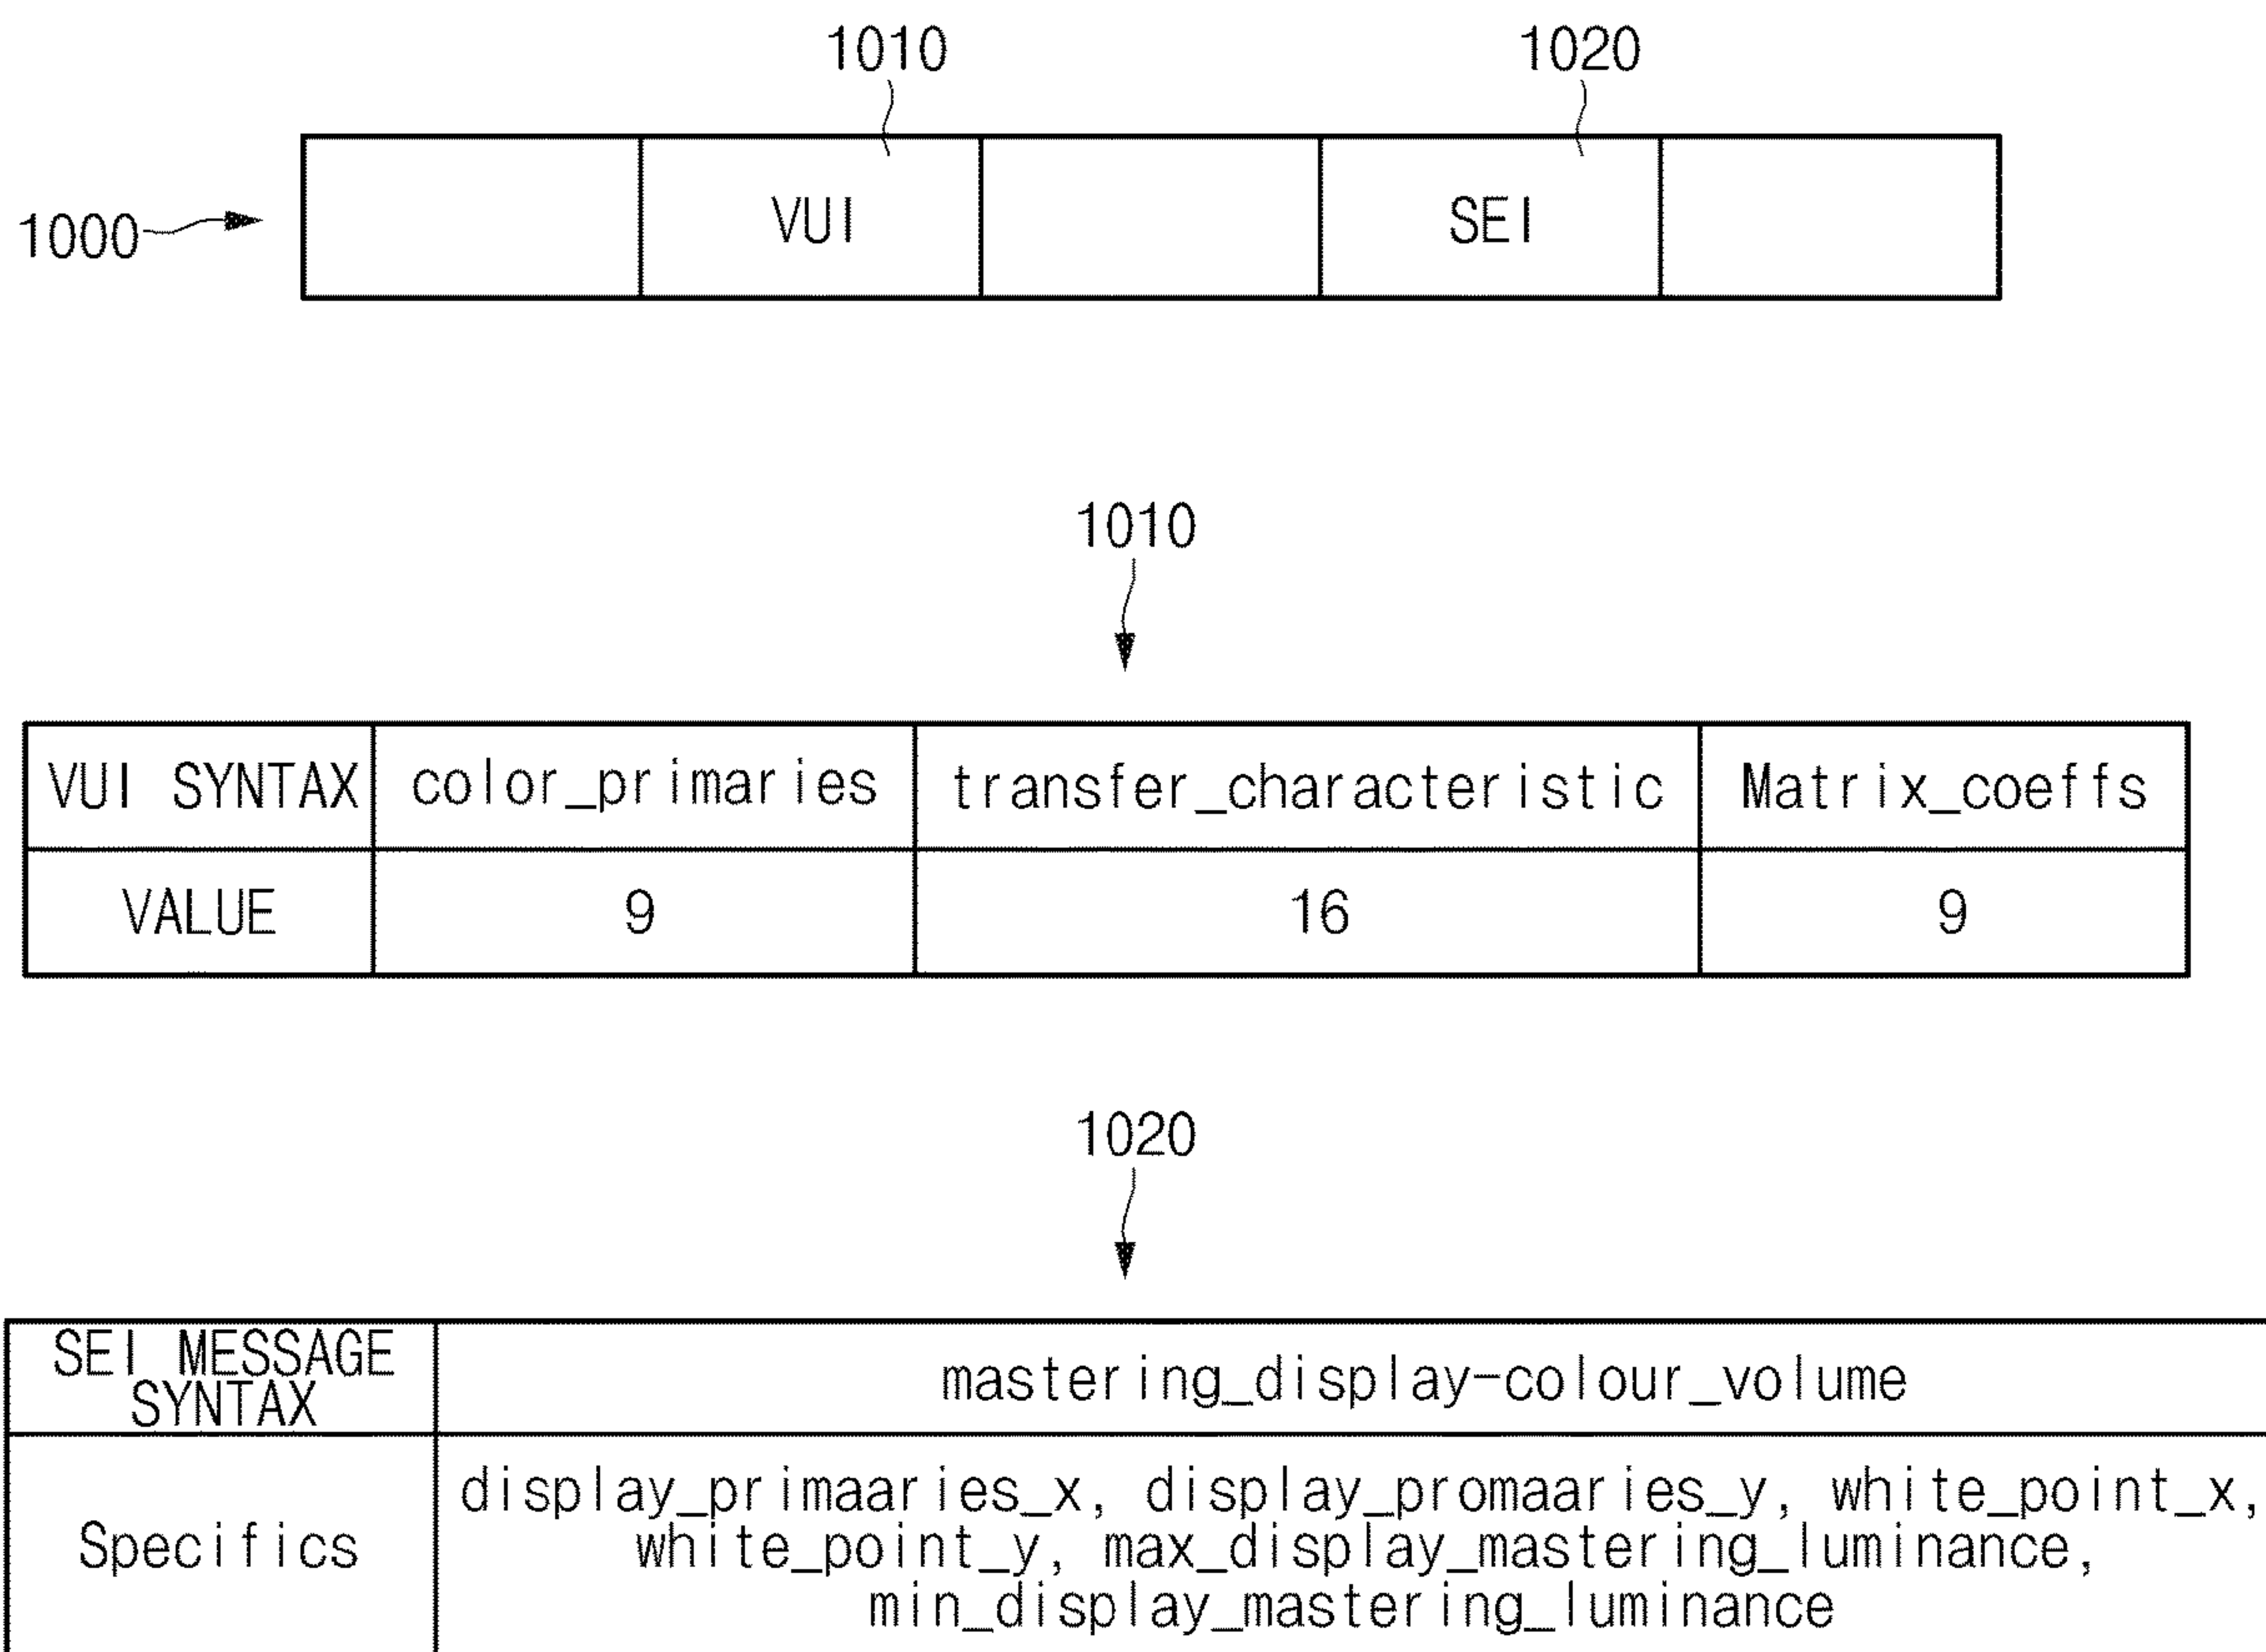 1010 1020
1000
VUI SEI
1010
VUI SYNTAX color_primaries transfer_characteristic Matrix_coeffs
VALUE 9 16 9
1020
SEI MESSAGE
SYNTAX
mastering_display-colour_volume
Specifics
display_primaaries_x, display_promaaries_y, white_point_x,
white_point_y, max_display_mastering_luminance,
min_display_mastering_luminance